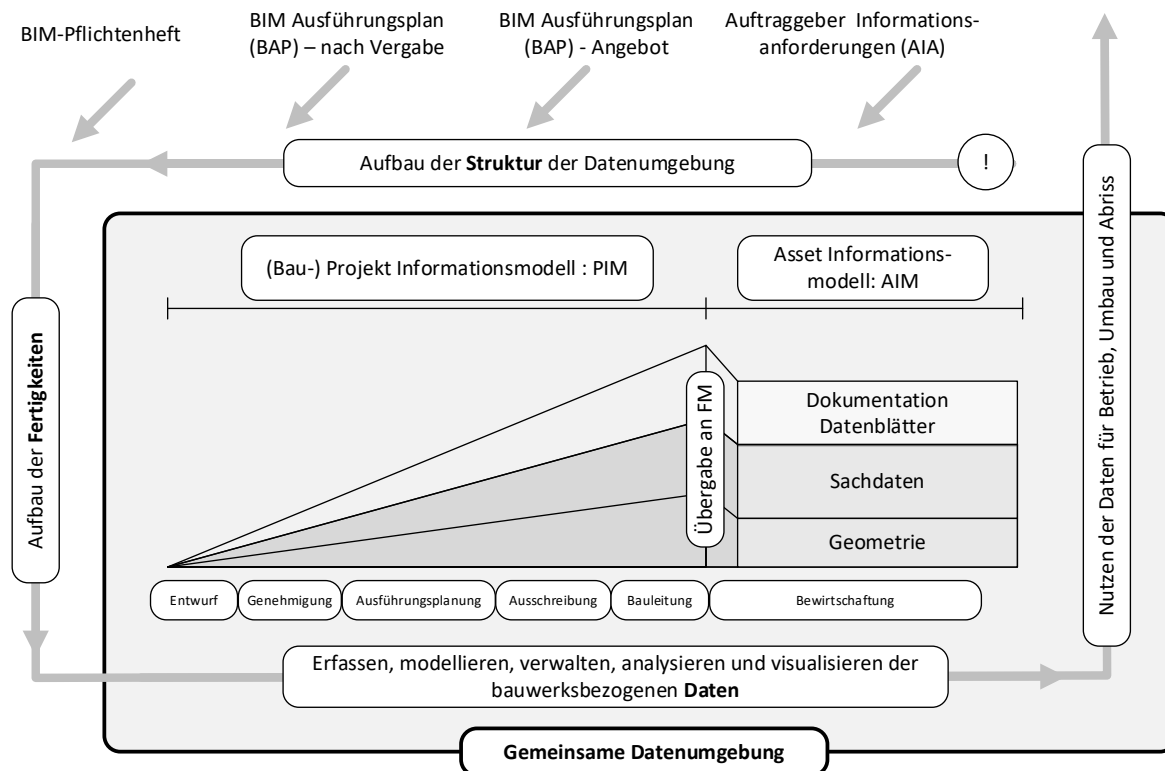 BIM-Pflichtenheft
BIM Ausführungsplan
(BAP) – nach Vergabe
BIM Ausführungsplan
(BAP) - Angebot
Auftraggeber Informations-
anforderungen (AIA)
Aufbau der Struktur der Datenumgebung
!
(Bau-) Projekt Informationsmodell : PIM
Asset Informations-
modell: AIM
Aufbau der Fertigkeiten
Übergabe an FM
Dokumentation
Datenblätter
Sachdaten
Geometrie
Nutzen der Daten für Betrieb, Umbau und Abriss
Entwurf
Genehmigung
Ausführungsplanung
Ausschreibung
Bauleitung
Bewirtschaftung
Erfassen, modellieren, verwalten, analysieren und visualisieren der
bauwerksbezogenen Daten
Gemeinsame Datenumgebung